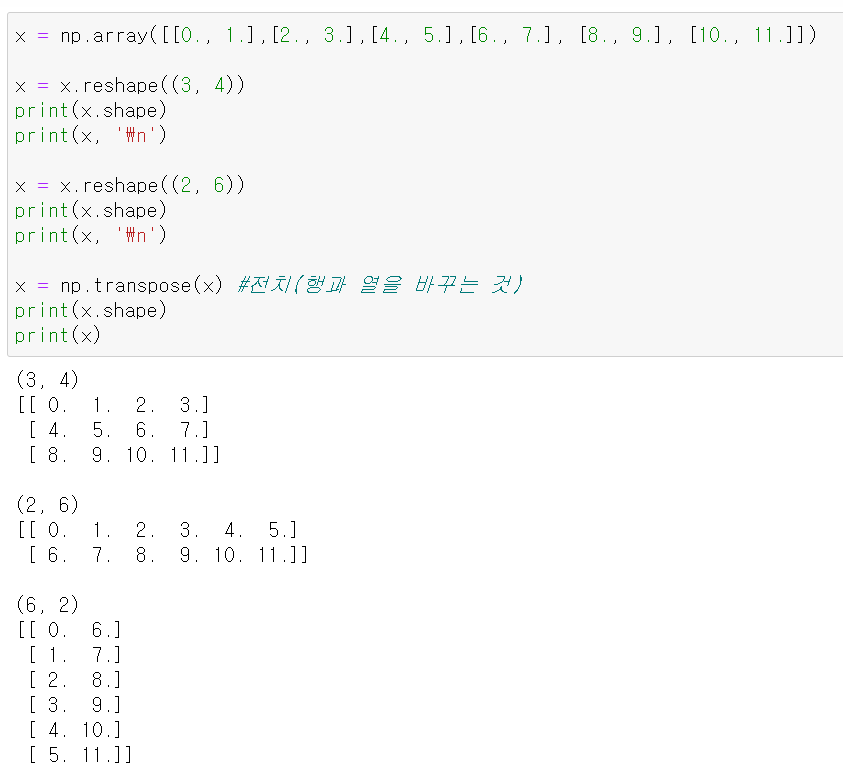 x = np.array([[0., 1.],[2., 3.],[4., 5.],[6., 7.], [8., 9.], [10., 11.]])
x = x.reshape((3, 4))
print(x.shape)
print(x, '₩n')
x = x.reshape((2, 6))
print(x.shape)
print(x, '₩n')
x = np.transpose(x) #전치(행과 열을 바꾸는 것)
print(x.shape)
print(x)
(3, 4)
[[ 0. 1. 2. 3.]
[ 4. 5. 6. 7.]
[ 8. 9. 10. 11.]]
(2, 6)
[[ 0. 1. 2. 3. 4. 5.]
[ 6. 7. 8. 9. 10. 11.]]
(6, 2)
[[ 0. 6.]
[ 1. 7.]
[ 2. 8.]
[ 3. 9.]
[ 4. 10.]
[ 5. 11.]]